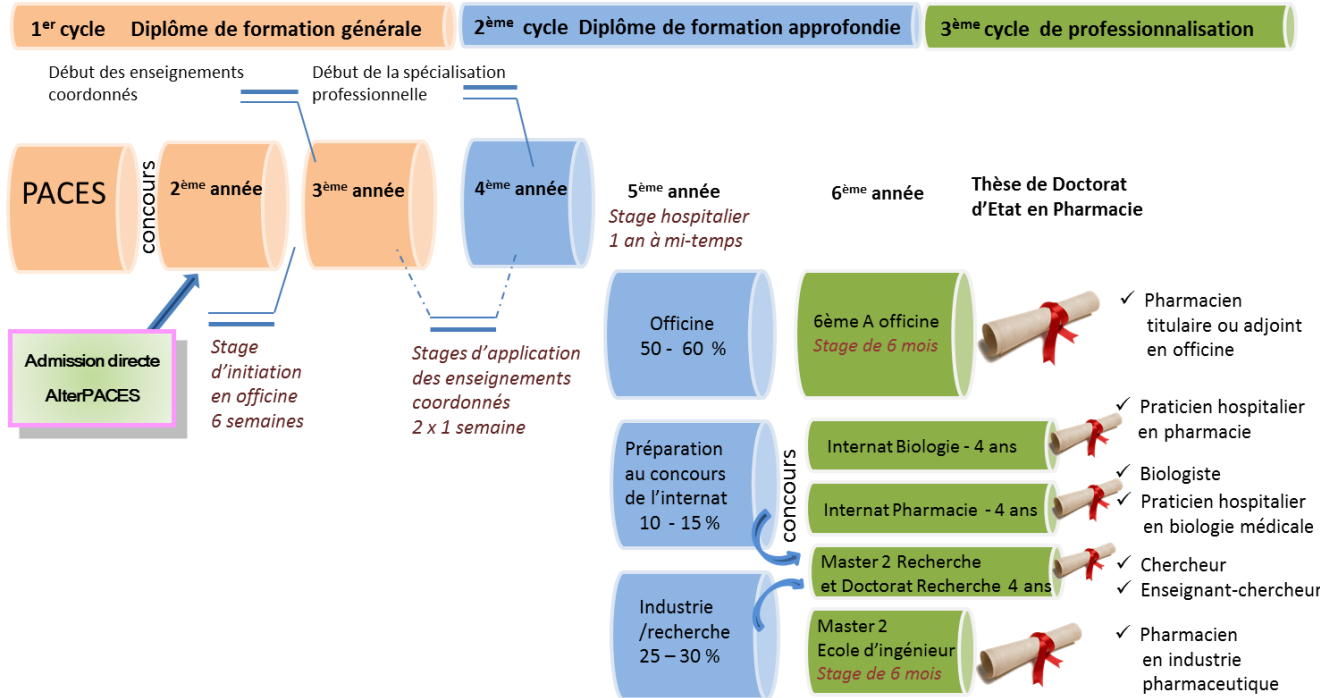 1er cycle Diplôme de formation générale
2ème cycle Diplôme de formation approfondie
3ème cycle de professionnalisation
Début des enseignements
coordonnés
Début de la spécialisation
professionnelle
PACES
concours
2ème année
3ème année
4ème année
5ème année
Stage hospitalier
1 an à mi-temps
6ème année
Thèse de Doctorat
d'Etat en Pharmacie
Admission directe
AlterPACES
Stage
d'initiation
en officine
6 semaines
Stages d'application
des enseignements
coordonnés
2 x 1 semaine
Officine
50 - 60 %
6ème A officine
Stage de 6 mois
✓ Pharmacien
titulaire ou adjoint
en officine
Préparation
au concours
de l'internat
10 - 15 %
concours
Internat Biologie - 4 ans
✓ Praticien hospitalier
en pharmacie
Internat Pharmacie - 4 ans
✓ Biologiste
✓ Praticien hospitalier
en biologie médicale
Master 2 Recherche
et Doctorat Recherche 4 ans
✓ Chercheur
✓ Enseignant-chercheur
Industrie
/recherche
25 – 30 %
Master 2
Ecole d'ingénieur
Stage de 6 mois
✓ Pharmacien
en industrie
pharmaceutique